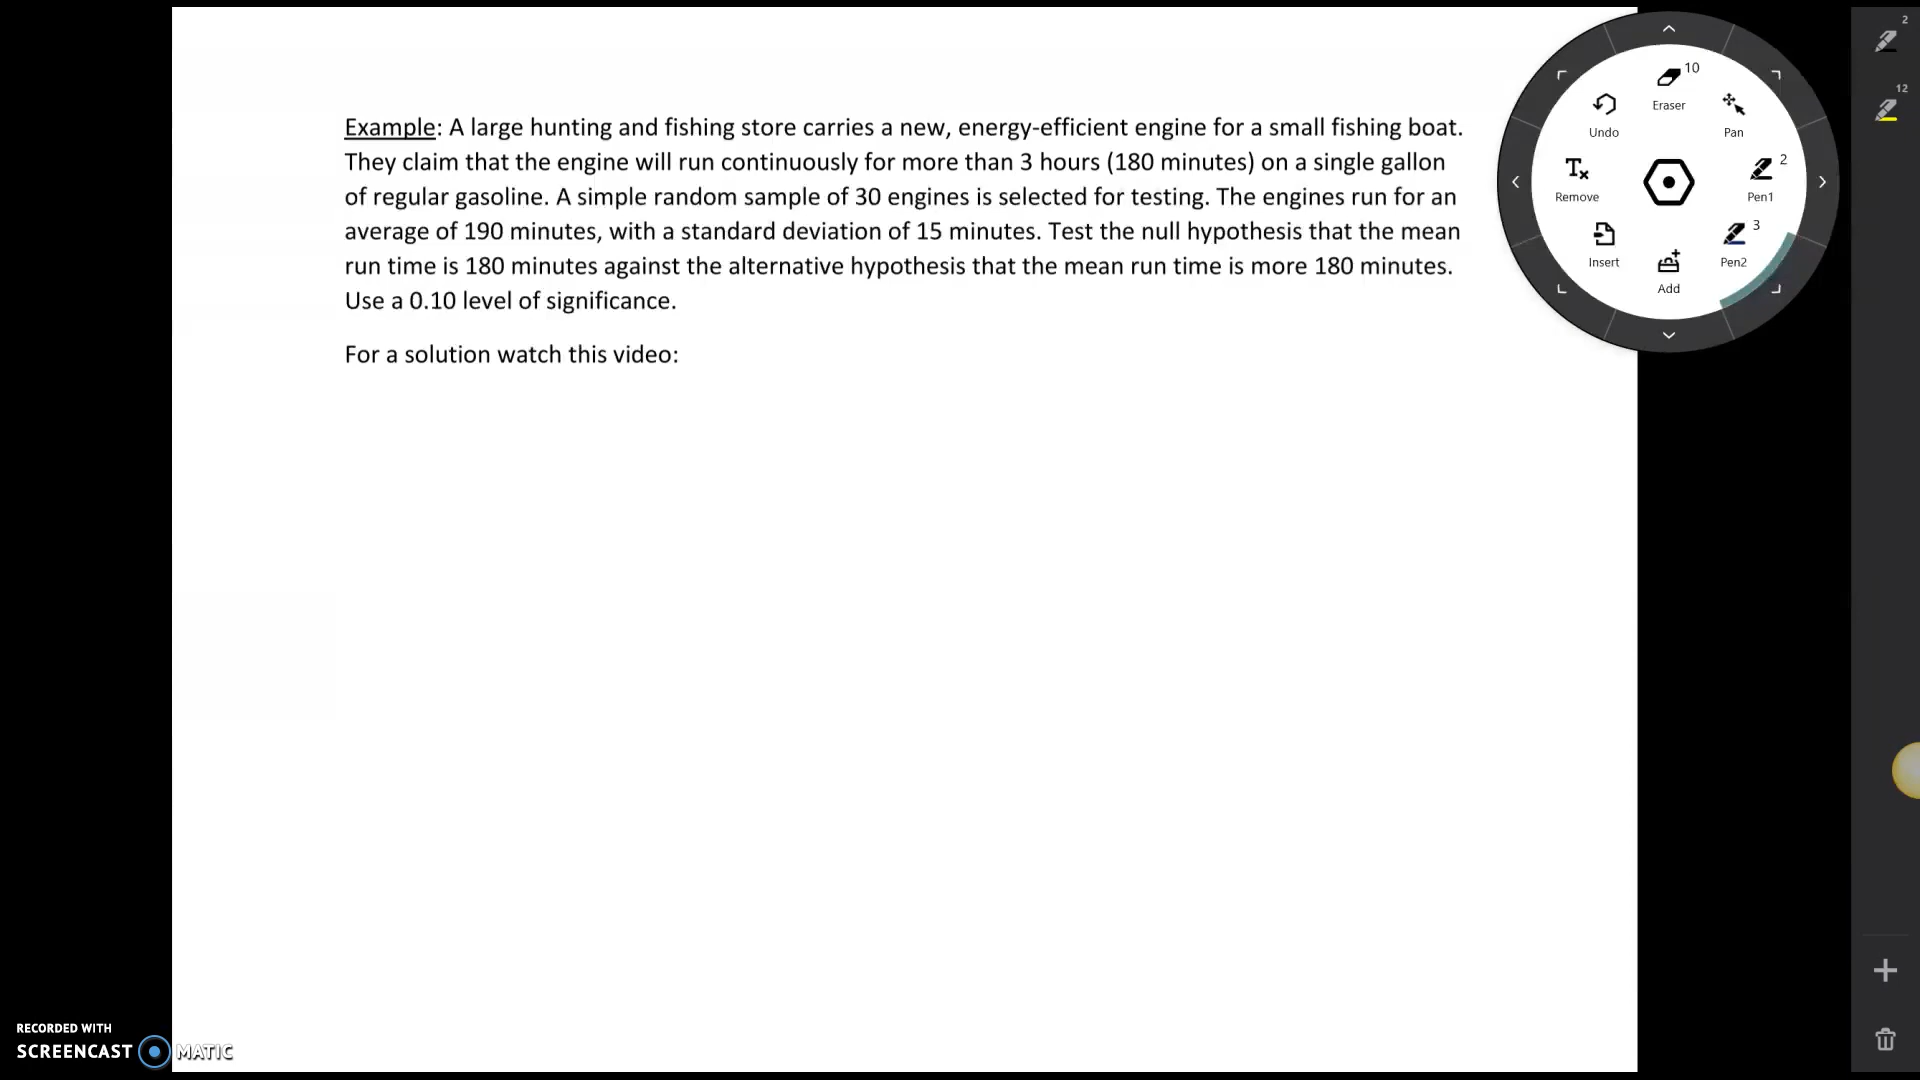 Example: A large hunting and fishing store carries a new, energy-efficient engine for a small fishing boat.
They claim that the engine will run continuously for more than 3 hours (180 minutes) on a single gallon
of regular gasoline. A simple random sample of 30 engines is selected for testing. The engines run for an
average of 190 minutes, with a standard deviation of 15 minutes. Test the null hypothesis that the mean
run time is 180 minutes against the alternative hypothesis that the mean run time is more 180 minutes.
Use a 0.10 level of significance.
For a solution watch this video:
10
Eraser
Undo
Pan
Tx
Remove
2
Pen1
Insert
3
Pen2
Add
2
12
RECORDED WITH
SCREENCAST MATIC